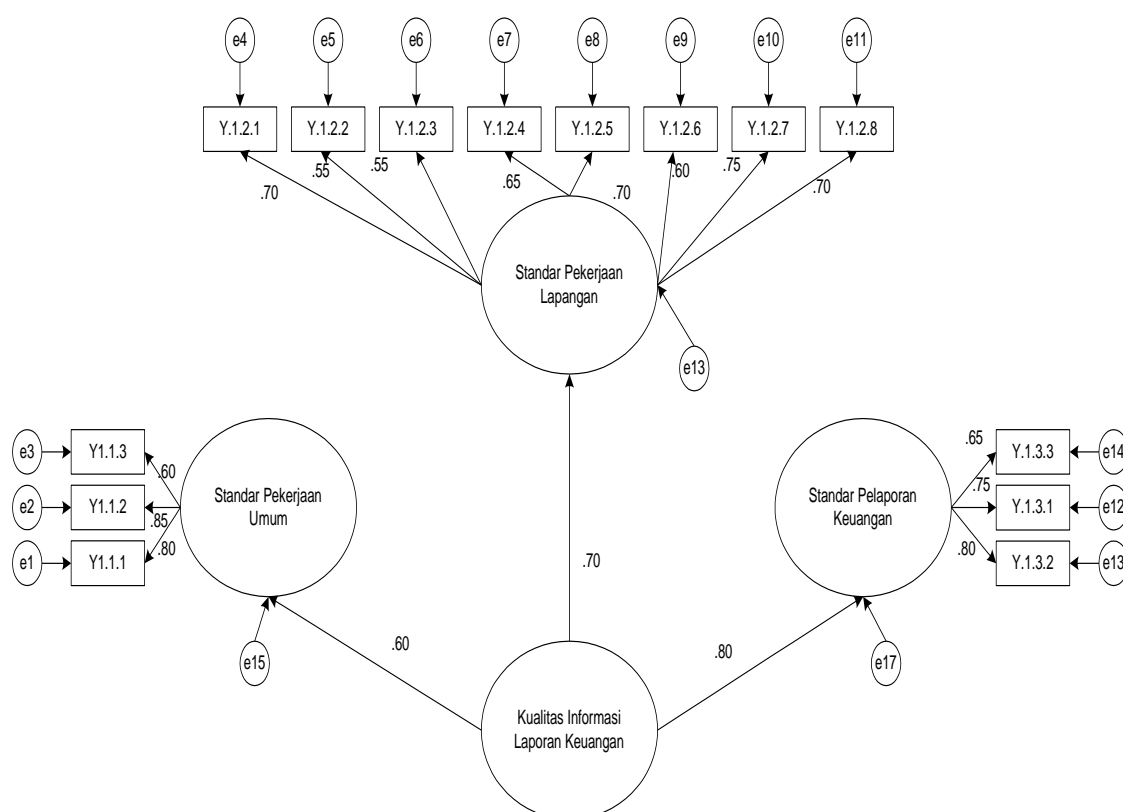 e4 e5 e6 e7 e8 e9 e10 e11
Y.1.2.1 Y.1.2.2 Y.1.2.3 Y.1.2.4 Y.1.2.5 Y.1.2.6 Y.1.2.7 Y.1.2.8
.70 .55 .55 .65 .70 .60 .75 .70
Standar Pekerjaan
Lapangan
e13
e3 Y1.1.3 .60
e2 Y1.1.2 .85
e1 Y1.1.1 .80
Standar Pekerjaan
Umum
e15
Standar Pelaporan
Keuangan
.65 Y.1.3.3 e14
.75 Y.1.3.1 e12
.80 Y.1.3.2 e13
e17
.60
.70
.80
Kualitas Informasi
Laporan Keuangan